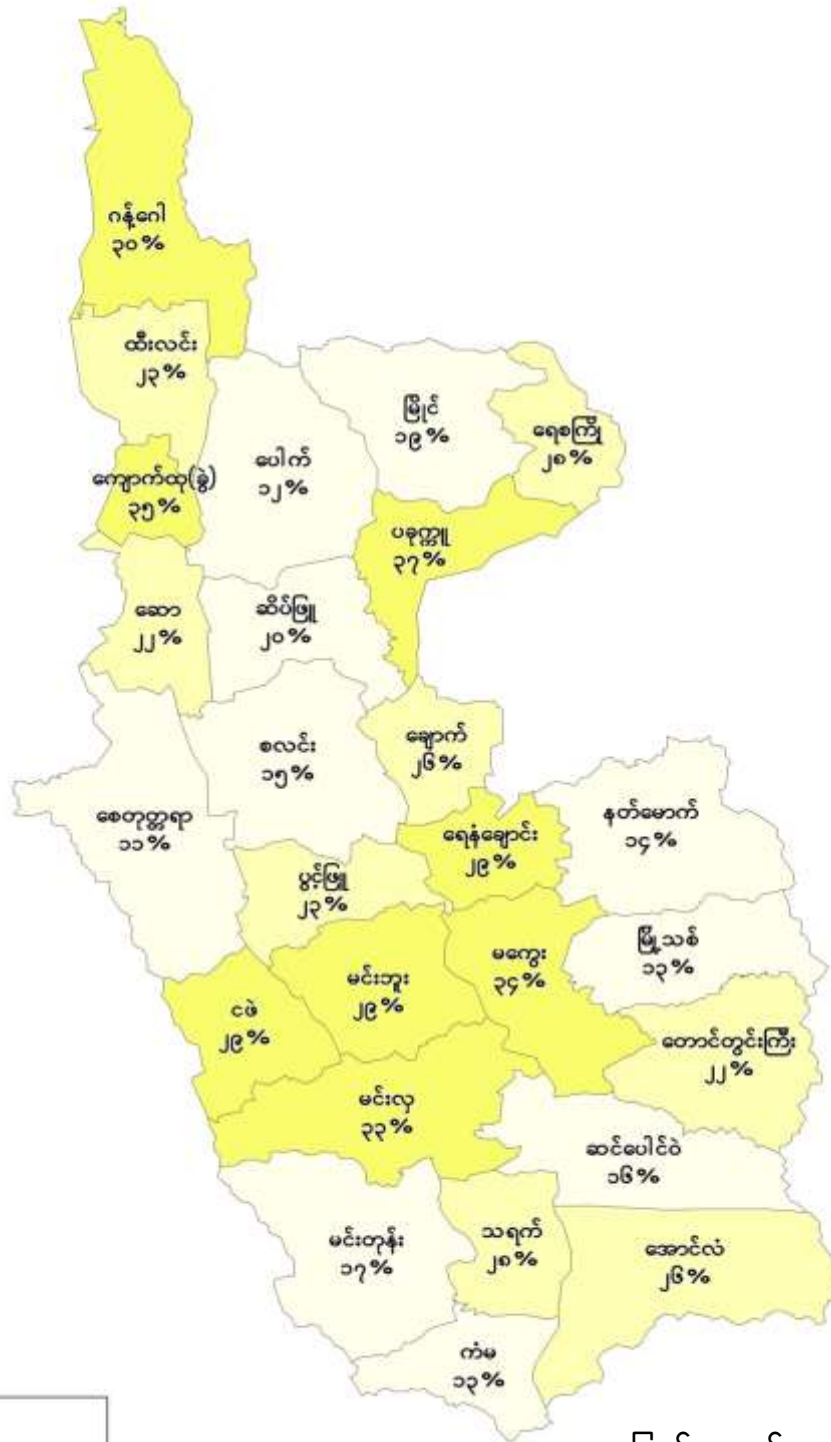 ဂန့်ဂေါ
၃၀%
ထီးလင်း
၂၃%
မြိုင်
၁၉%
ရေစကြို
၂၈%
ပေါက်
၁၂%
ကျောက်ထု(ခွဲ)
၃၅%
ပခုက္ကူ
၃၇%
ဆော
၂၂%
ဆိပ်ဖြူ
၂၀%
စလင်း
၁၅%
ချောက်
၂၆%
စေတုတ္တရာ
၁၁%
ရေနံချောင်း
၂၉%
နတ်မောက်
၁၄%
ပွင့်ဖြူ
၂၃%
မကွေး
၃၄%
မြို့သစ်
၁၃%
မင်းဘူး
၂၉%
ငဖဲ
၂၉%
တောင်တွင်းကြီး
၂၂%
မင်းလှ
၃၃%
ဆင်ပေါင်ဝဲ
၁၆%
မင်းတုန်း
၁၇%
သရက်
၂၈%
အောင်လံ
၂၆%
ကံမ
၁၃%